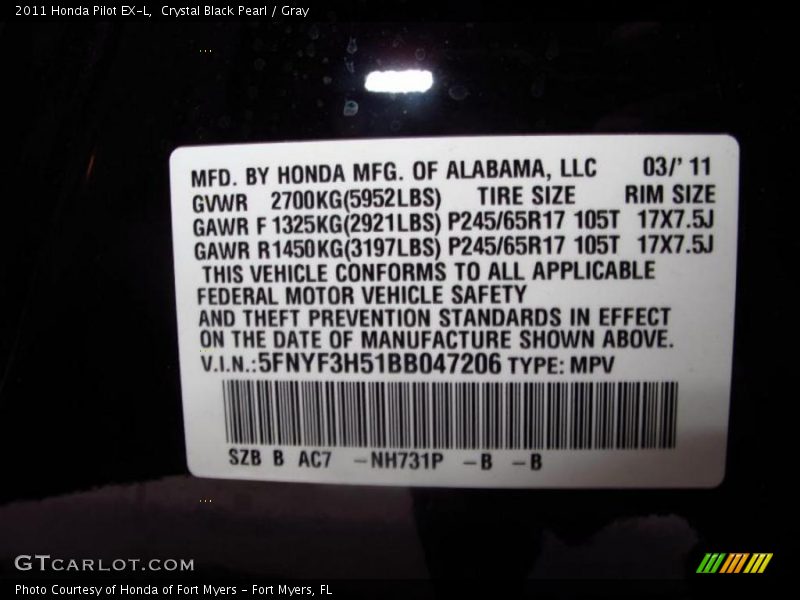 2011 Honda Pilot EX-L, Crystal Black Pearl / Gray
MFD. BY HONDA MFG. OF ALABAMA, LLC 03/' 11
GVWR 2700KG(5952LBS) TIRE SIZE RIM SIZE
GAWR F 1325KG(2921LBS) P245/65R17 105T 17X7.5J
GAWR R1450KG(3197LBS) P245/65R17 105T 17X7.5J
THIS VEHICLE CONFORMS TO ALL APPLICABLE
FEDERAL MOTOR VEHICLE SAFETY
AND THEFT PREVENTION STANDARDS IN EFFECT
ON THE DATE OF MANUFACTURE SHOWN ABOVE.
V.I.N.:5FNYF3H51BB047206 TYPE: MPV
SZB B AC7 -NH731P -B -B
GTCARLOT.COM
Photo Courtesy of Honda of Fort Myers - Fort Myers, FL